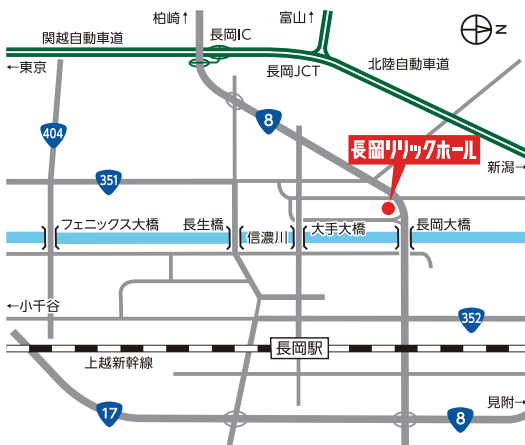 柏崎↑
富山↑
N
関越自動車道
長岡IC
←東京
長岡JCT
北陸自動車道
8
404
長岡リリックホール
新潟→
351
フェニックス大橋
長生橋
信濃川
大手大橋
長岡大橋
←小千谷
352
長岡駅
上越新幹線
見附→
17
8